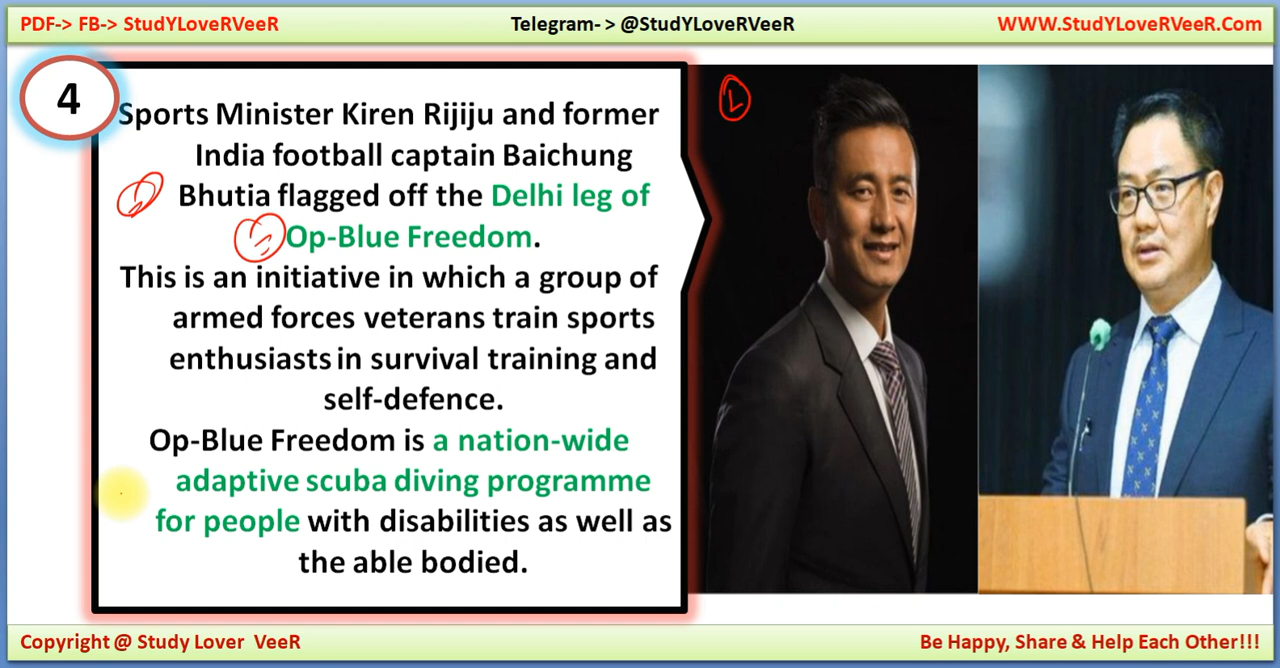 PDF-> FB-> StudYLoveRVeeR Telegram- > @StudYLoveRVeeR WWW.StudYLoveRVeeR.Com
4
Sports Minister Kiren Rijiju and former
India football captain Baichung
Bhutia flagged off the Delhi leg of
Op-Blue Freedom.
This is an initiative in which a group of
armed forces veterans train sports
enthusiasts in survival training and
self-defence.
Op-Blue Freedom is a nation-wide
adaptive scuba diving programme
for people with disabilities as well as
the able bodied.
Copyright @ Study Lover VeeR Be Happy, Share & Help Each Other!!!